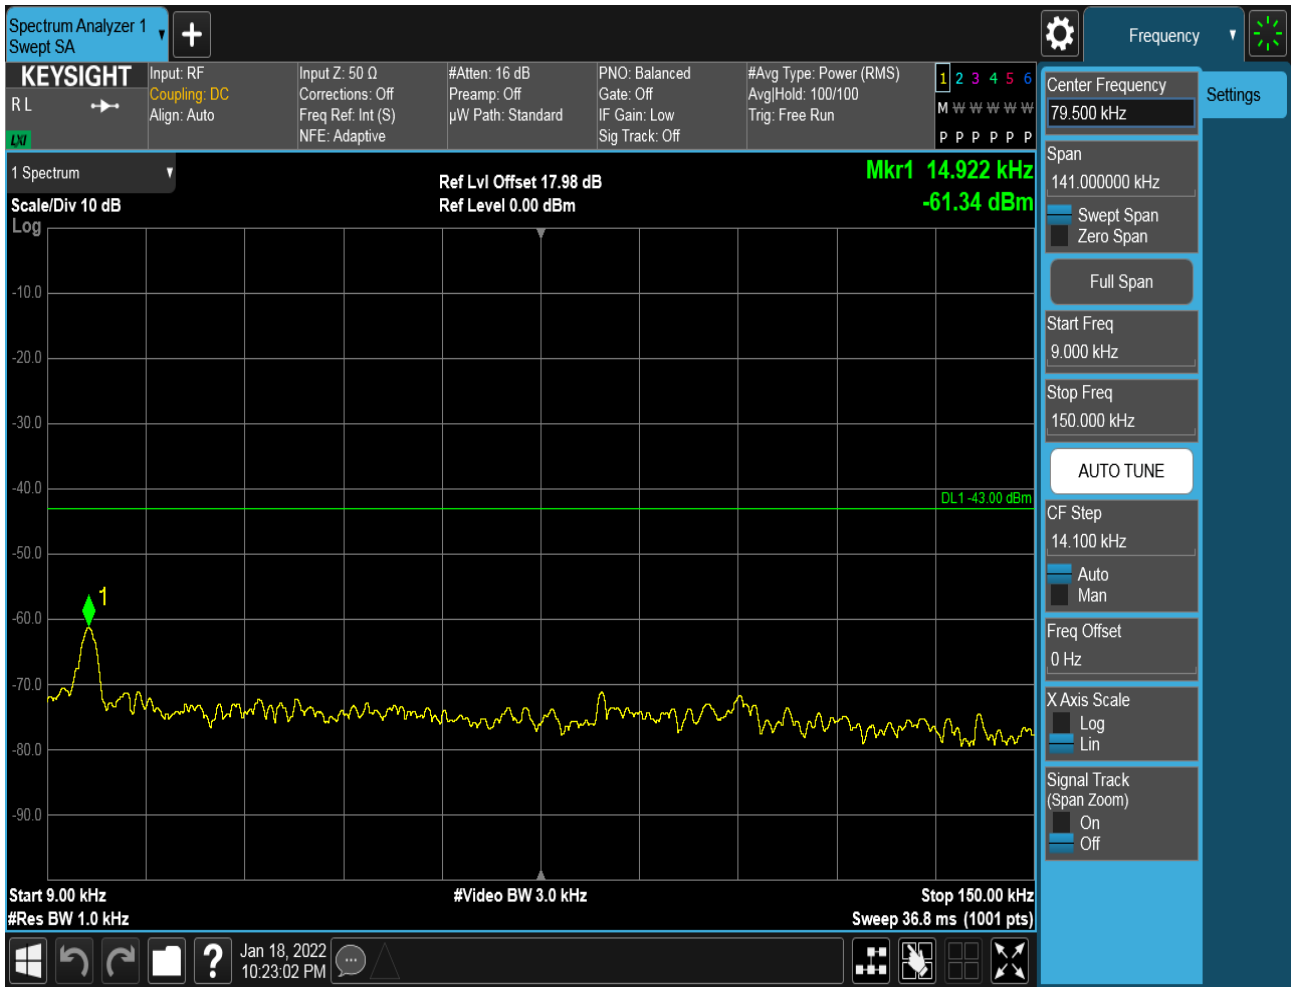 Spectrum Analyzer 1
Swept SA
Frequency
KEYSIGHT
R L
LXI
Input: RF
Coupling: DC
Align: Auto
Input Z: 50 Ω
Corrections: Off
Freq Ref: Int (S)
NFE: Adaptive
#Atten: 16 dB
Preamp: Off
µW Path: Standard
PNO: Balanced
Gate: Off
IF Gain: Low
Sig Track: Off
#Avg Type: Power (RMS)
Avg|Hold: 100/100
Trig: Free Run
1 2 3 4 5 6
M W W W W W
P P P P P P
1 Spectrum
Scale/Div 10 dB
Log
Ref Lvl Offset 17.98 dB
Ref Level 0.00 dBm
Mkr1 14.922 kHz
-61.34 dBm
-10.0
-20.0
-30.0
-40.0
DL1 -43.00 dBm
-50.0
1
-60.0
-70.0
-80.0
-90.0
Start 9.00 kHz
#Video BW 3.0 kHz
Stop 150.00 kHz
#Res BW 1.0 kHz
Sweep 36.8 ms (1001 pts)
?
Jan 18, 2022
10:23:02 PM
Center Frequency
79.500 kHz
Settings
Span
141.000000 kHz
Swept Span
Zero Span
Full Span
Start Freq
9.000 kHz
Stop Freq
150.000 kHz
AUTO TUNE
CF Step
14.100 kHz
Auto
Man
Freq Offset
0 Hz
X Axis Scale
Log
Lin
Signal Track
(Span Zoom)
On
Off